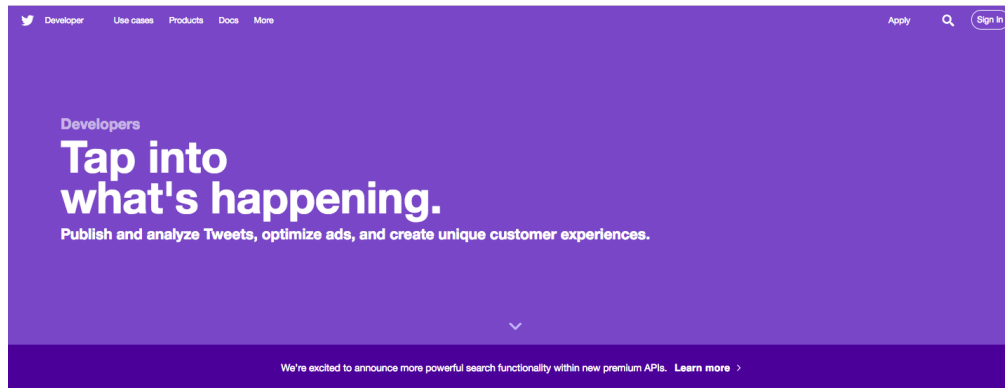 Developer Use cases Products Docs More Apply Sign In
Developers
Tap into
what's happening.
Publish and analyze Tweets, optimize ads, and create unique customer experiences.
We're excited to announce more powerful search functionality within new premium APIs. Learn more >